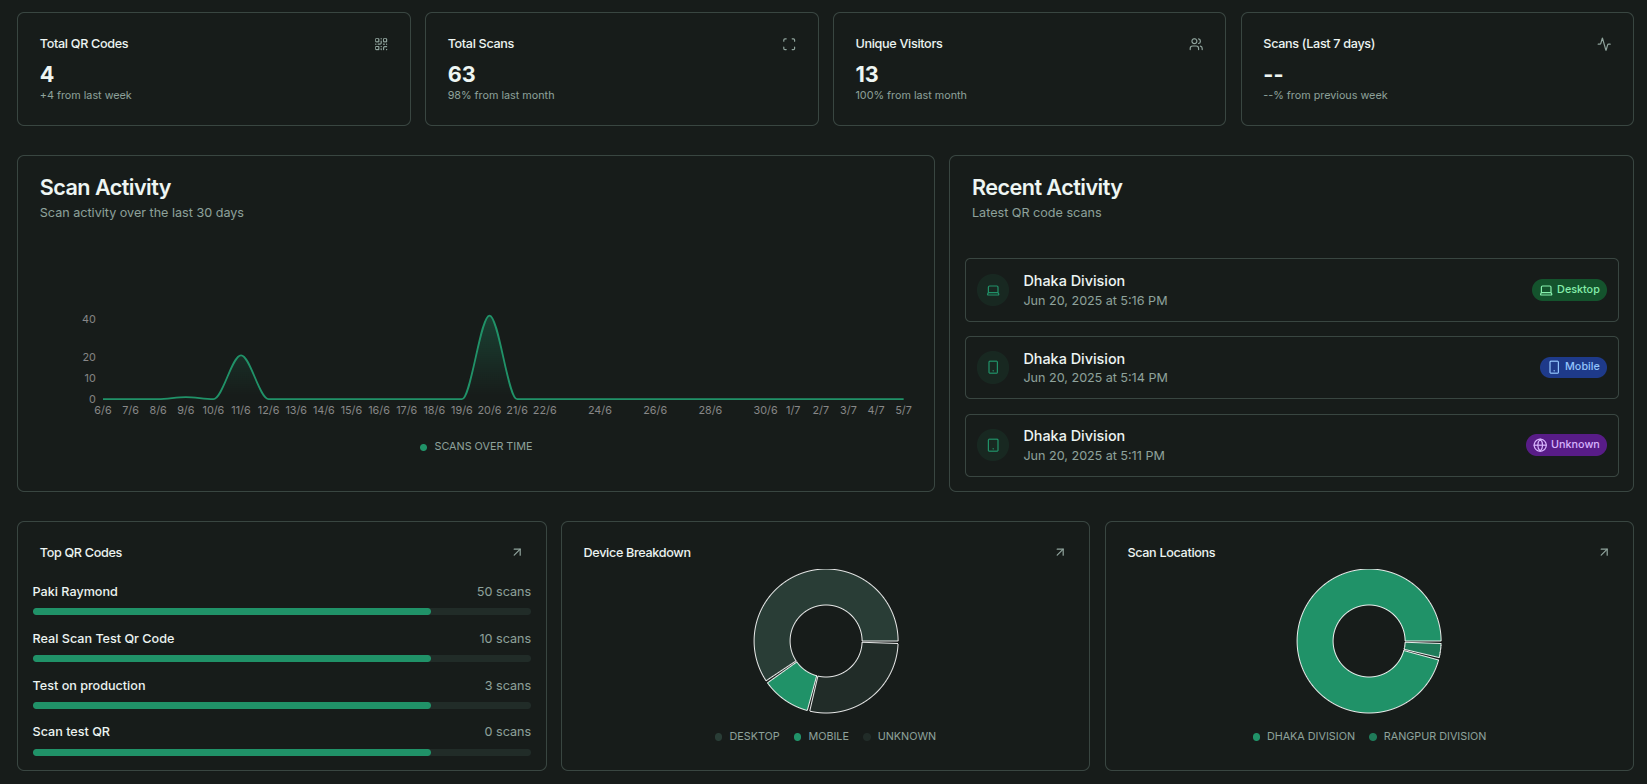 Total QR Codes
4
+4 from last week
Total Scans
63
98% from last month
Unique Visitors
13
100% from last month
Scans (Last 7 days)
--
--% from previous week
Scan Activity
Scan activity over the last 30 days
40
20
10
0
6/6 7/6 8/6 9/6 10/6 11/6 12/6 13/6 14/6 15/6 16/6 17/6 18/6 19/6 20/6 21/6 22/6 24/6 26/6 28/6 30/6 1/7 2/7 3/7 4/7 5/7
SCANS OVER TIME
Recent Activity
Latest QR code scans
Dhaka Division
Jun 20, 2025 at 5:16 PM
Desktop
Dhaka Division
Jun 20, 2025 at 5:14 PM
Mobile
Dhaka Division
Jun 20, 2025 at 5:11 PM
Unknown
Top QR Codes
Paki Raymond 50 scans
Real Scan Test Qr Code 10 scans
Test on production 3 scans
Scan test QR 0 scans
Device Breakdown
DESKTOP MOBILE UNKNOWN
Scan Locations
DHAKA DIVISION RANGPUR DIVISION